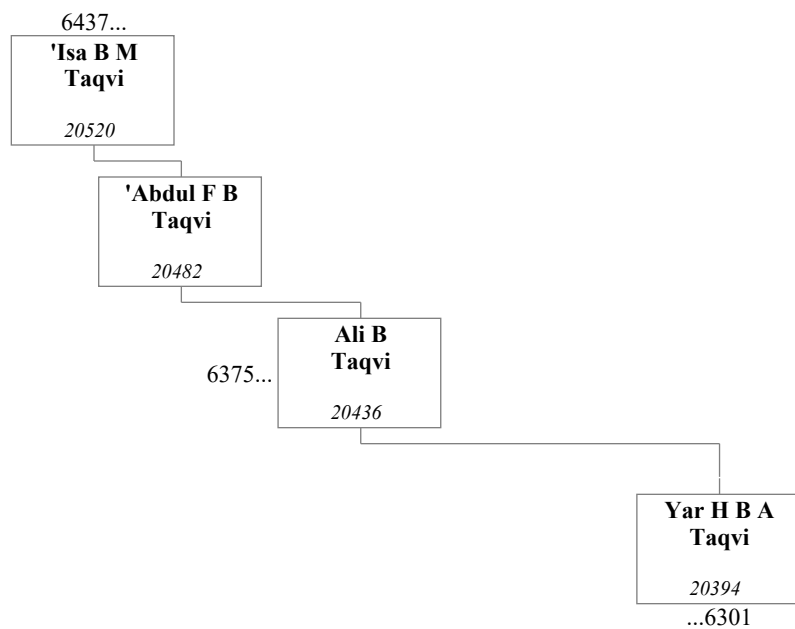 6437...
'Isa B M
Taqvi
20520
'Abdul F B
Taqvi
20482
Ali B
Taqvi
6375...
20436
Yar H B A
Taqvi
20394
...6301